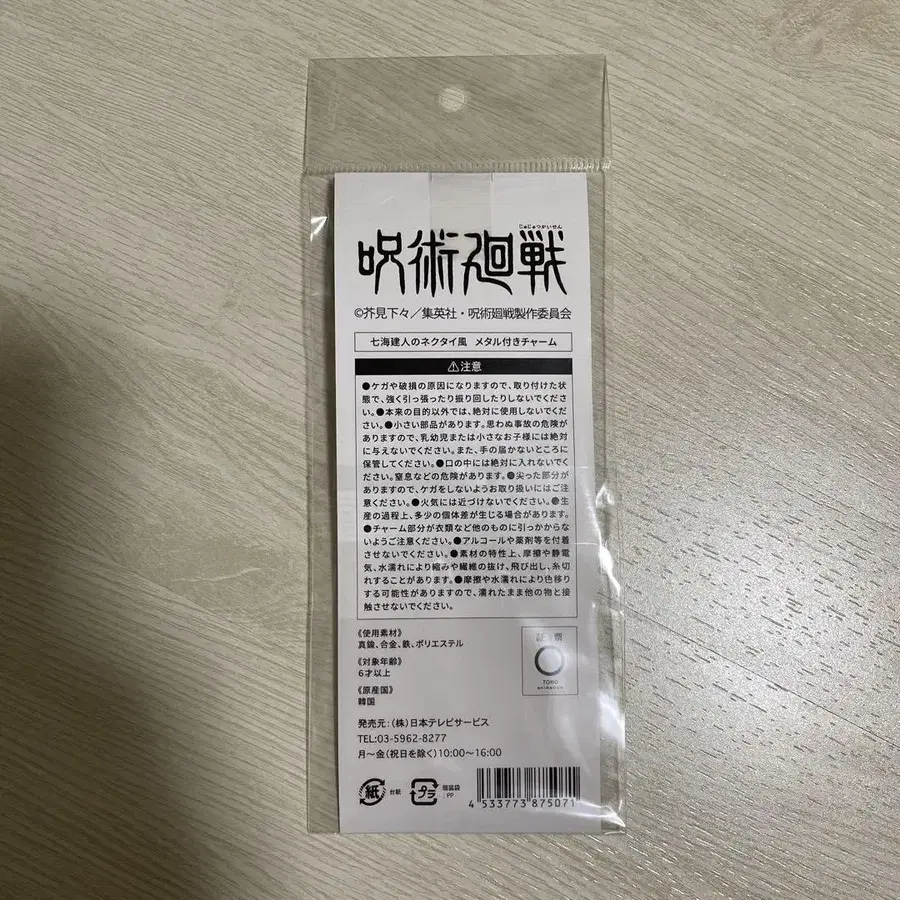 じゅじゅつかいせん
呪術廻戦
©芥見下々／集英社・呪術廻戦製作委員会
七海建人のネクタイ風 メタル付きチャーム
⚠注意
●ケガや破損の原因になりますので、取り付けた状
態で、強く引っ張ったり振り回したりしないでくださ
い。●本来の目的以外では、絶対に使用しないでくだ
さい。●小さい部品があります。思わぬ事故の危険が
ありますので、乳幼児または小さなお子様には絶対
に与えないでください。また、手の届かないところに
保管してください。●口の中には絶対に入れないでく
ださい。窒息などの危険があります。●尖った部分が
ありますので、ケガをしないようお取り扱いにはご注
意ください。●火気には近づけないでください。●生
産の過程上、多少の個体差が生じる場合があります。
●チャーム部分が衣類など他のものに引っかからな
いようご注意ください。●アルコールや薬剤等を付着
させないでください。●素材の特性上、摩擦や静電
気、水濡れにより縮みや繊維の抜け、飛び出し、糸切
れすることがあります。●摩擦や水濡れにより色移り
する可能性がありますので、濡れたまま他の物と接
触させないでください。
《使用素材》
真鍮、合金、鉄、ポリエステル
《対象年齢》
6才以上
《原産国》
韓国
証票
TOHO
発売元：（株）日本テレビサービス
TEL:03-5962-8277
月～金（祝日を除く）10:00～16:00
紙 台紙
プラ 個装袋
:PP
4 533773 875071